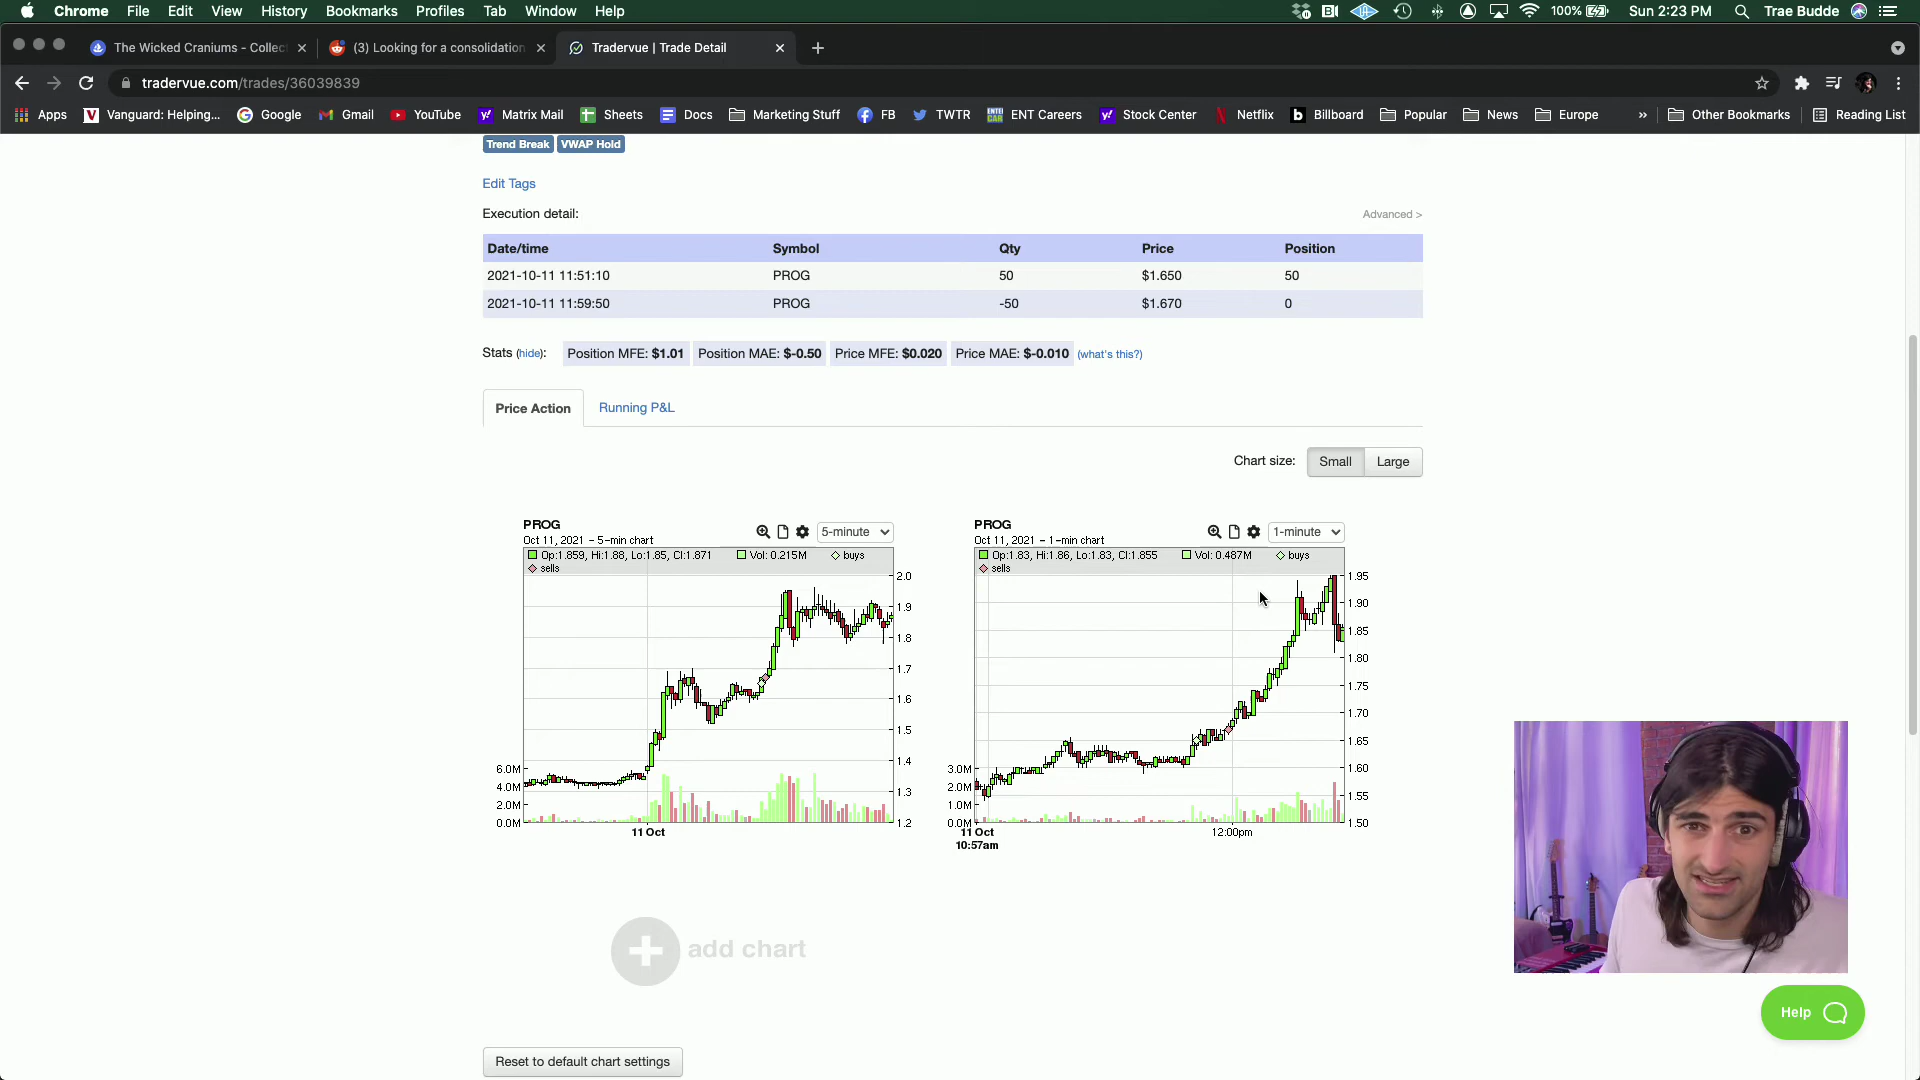 Chrome File Edit View History Bookmarks Profiles Tab Window Help 100% Sun 2:23 PM Trae Budde
The Wicked Craniums - Collec (3) Looking for a consolidation Tradervue | Trade Detail
tradervue.com/trades/36039839
Apps Vanguard: Helping... Google Gmail YouTube Matrix Mail Sheets Docs Marketing Stuff FB TWTR ENT Careers Stock Center Netflix Billboard Popular News Europe » Other Bookmarks Reading List
Trend Break VWAP Hold
Edit Tags
Execution detail: Advanced >
Date/time Symbol Qty Price Position
2021-10-11 11:51:10 PROG 50 $1.650 50
2021-10-11 11:59:50 PROG -50 $1.670 0
Stats (hide): Position MFE: $1.01 Position MAE: $-0.50 Price MFE: $0.020 Price MAE: $-0.010 (what's this?)
Price Action Running P&L
Chart size: Small Large
PROG
Oct 11, 2021 - 5-min chart
5-minute
Op:1.859, Hi:1.88, Lo:1.85, Cl:1.871 Vol: 0.215M buys
sells
2.0
1.9
1.8
1.7
1.6
1.5
1.4
1.3
1.2
6.0M
4.0M
2.0M
0.0M
11 Oct
PROG
Oct 11, 2021 - 1-min chart
1-minute
Op:1.83, Hi:1.86, Lo:1.83, Cl:1.855 Vol: 0.487M buys
sells
1.95
1.90
1.85
1.80
1.75
1.70
1.65
1.60
1.55
1.50
3.0M
2.0M
1.0M
0.0M
11 Oct 12:00pm
10:57am
add chart
Help
Reset to default chart settings